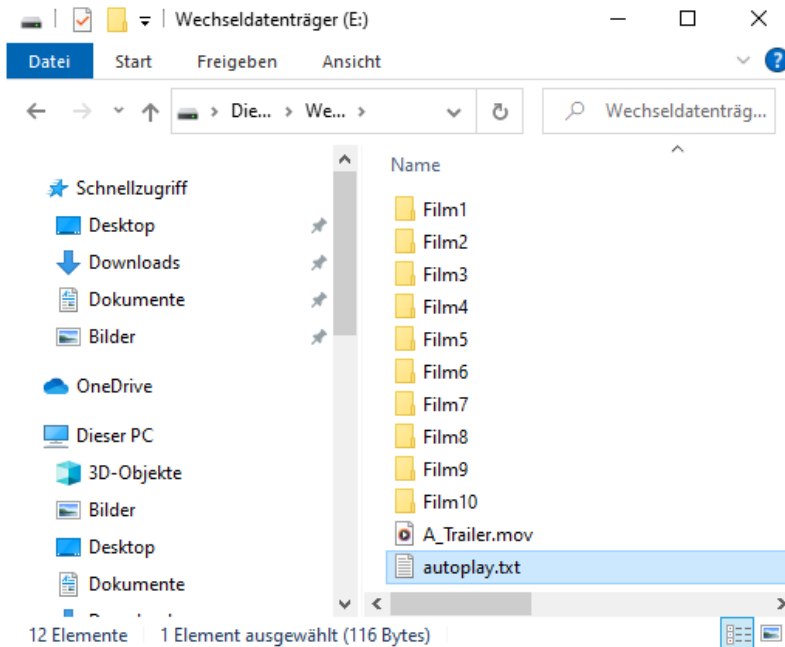 Wechseldatenträger (E:)
Datei Start Freigeben Ansicht
Die... We... Wechseldatenträg...
Schnellzugriff
Desktop
Downloads
Dokumente
Bilder
OneDrive
Dieser PC
3D-Objekte
Bilder
Desktop
Dokumente
Name
Film1
Film2
Film3
Film4
Film5
Film6
Film7
Film8
Film9
Film10
A_Trailer.mov
autoplay.txt
12 Elemente 1 Element ausgewählt (116 Bytes)